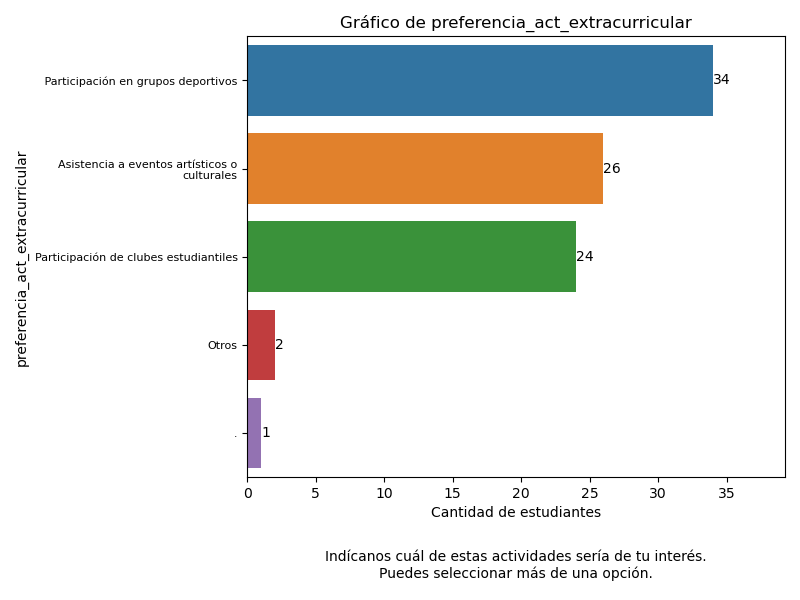 Gráfico de preferencia_act_extracurricular
preferencia_act_extracurricular
Participación en grupos deportivos
34
Asistencia a eventos artísticos o
culturales
26
Participación de clubes estudiantiles
24
Otros
2
.
1
0 5 10 15 20 25 30 35
Cantidad de estudiantes
Indícanos cuál de estas actividades sería de tu interés.
Puedes seleccionar más de una opción.